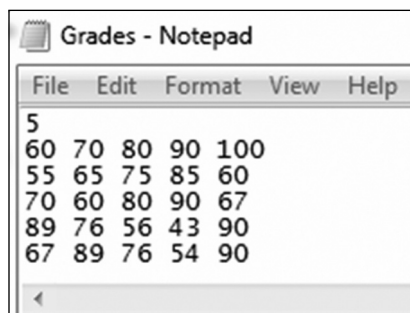 Grades - Notepad
File Edit Format View Help
5
60 70 80 90 100
55 65 75 85 60
70 60 80 90 67
89 76 56 43 90
67 89 76 54 90